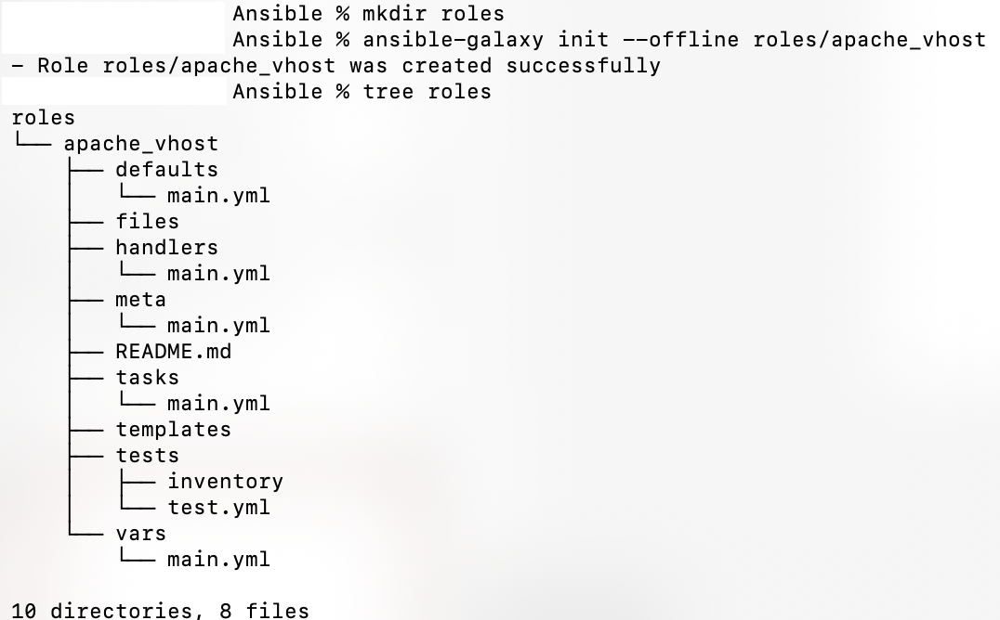 Ansible % mkdir roles
Ansible % ansible-galaxy init --offline roles/apache_vhost
- Role roles/apache_vhost was created successfully
Ansible % tree roles
roles
└── apache_vhost
    ├── defaults
    │   └── main.yml
    ├── files
    ├── handlers
    │   └── main.yml
    ├── meta
    │   └── main.yml
    ├── README.md
    ├── tasks
    │   └── main.yml
    ├── templates
    ├── tests
    │   ├── inventory
    │   └── test.yml
    └── vars
        └── main.yml
10 directories, 8 files